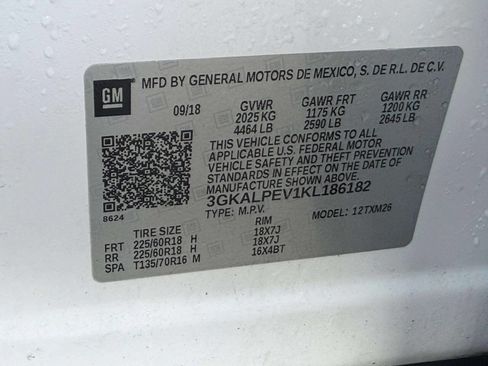 GM
MFD BY GENERAL MOTORS DE MEXICO, S. DE R.L. DE C.V.
09/18 GVWR GAWR FRT GAWR RR
2025 KG 1175 KG 1200 KG
4464 LB 2590 LB 2645 LB
THIS VEHICLE CONFORMS TO ALL
APPLICABLE U.S. FEDERAL MOTOR
VEHICLE SAFETY AND THEFT PREVENTION
STANDARDS IN EFFECT ON THE DATE OF
MANUFACTURE SHOWN ABOVE.
3GKALPEV1KL186182
8624
TYPE: M.P.V. MODEL: 12TXM26
TIRE SIZE RIM
FRT 225/60R18 H 18X7J
RR 225/60R18 H 18X7J
SPA T135/70R16 M 16X4BT